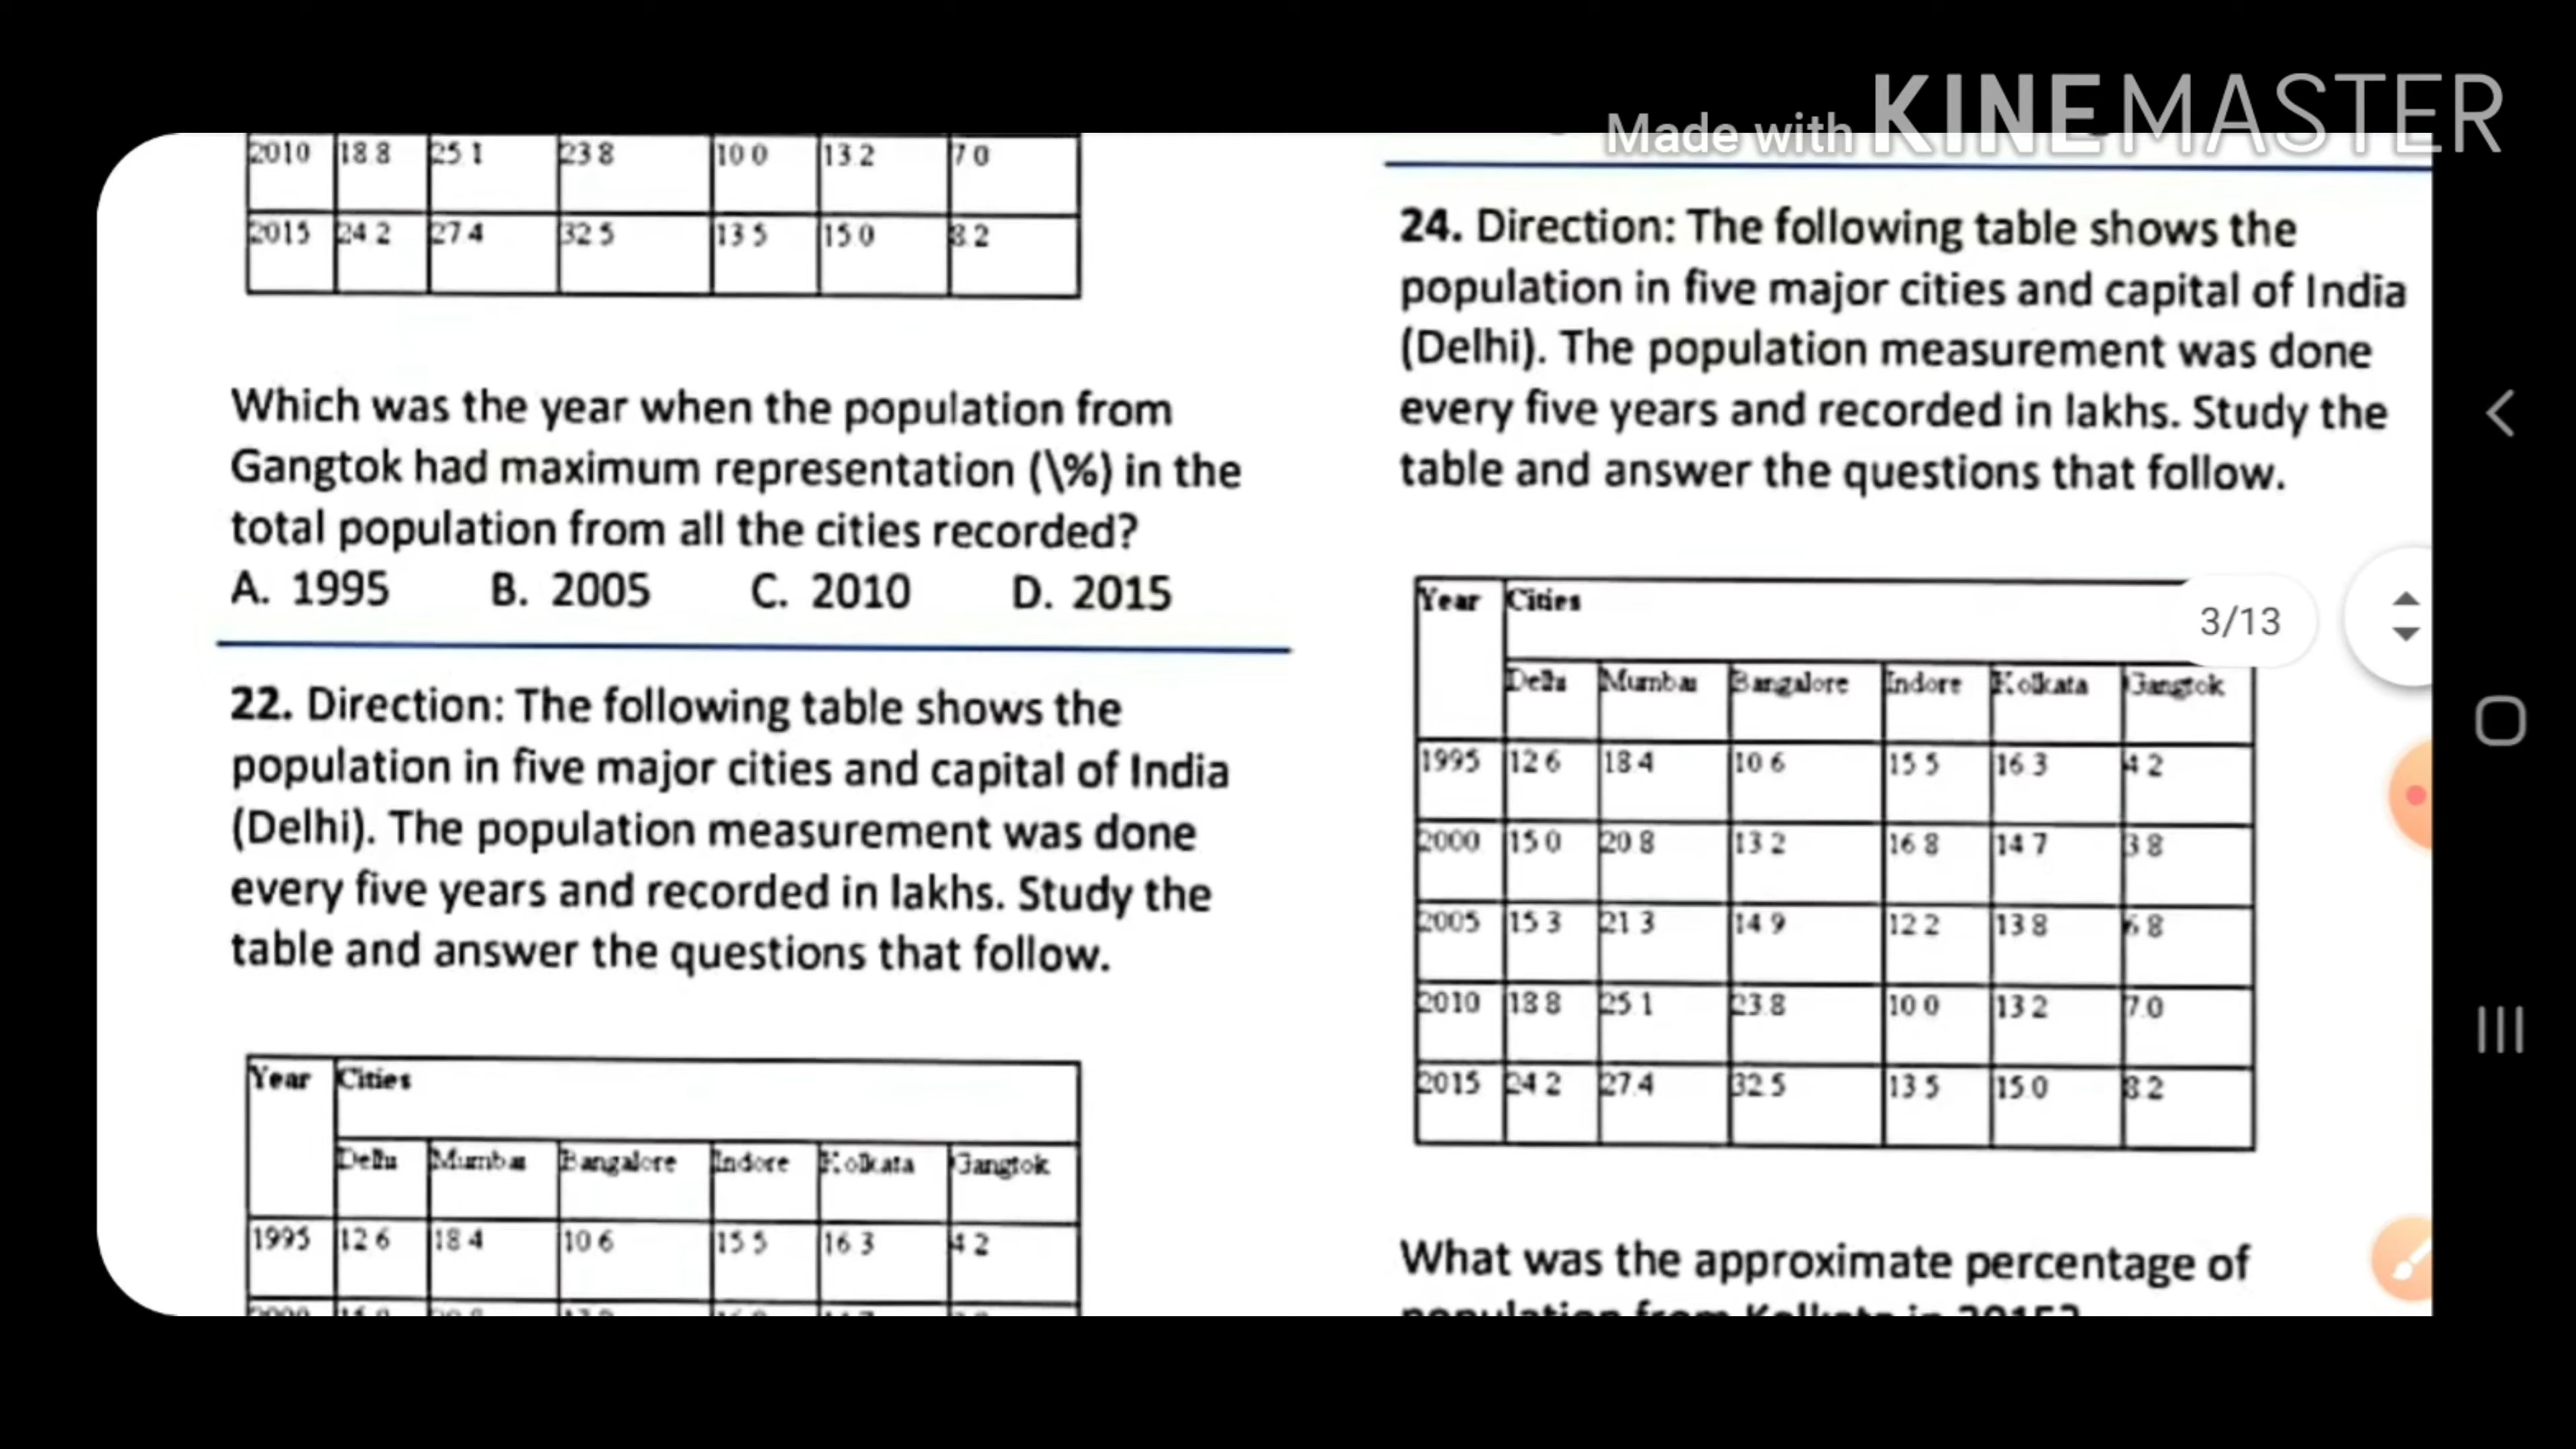 Made with KINEMASTER
2010 18.8 25.1 23.8 10.0 13.2 7.0
2015 24.2 27.4 32.5 13.5 15.0 8.2
Which was the year when the population from
Gangtok had maximum representation (\%) in the
total population from all the cities recorded?
A. 1995 B. 2005 C. 2010 D. 2015
22. Direction: The following table shows the
population in five major cities and capital of India
(Delhi). The population measurement was done
every five years and recorded in lakhs. Study the
table and answer the questions that follow.
Year Cities
Delhi Mumbai Bangalore Indore Kolkata Gangtok
1995 12.6 18.4 10.6 15.5 16.3 4.2
24. Direction: The following table shows the
population in five major cities and capital of India
(Delhi). The population measurement was done
every five years and recorded in lakhs. Study the
table and answer the questions that follow.
Year Cities
3/13
Delhi Mumbai Bangalore Indore Kolkata Gangtok
1995 12.6 18.4 10.6 15.5 16.3 4.2
2000 15.0 20.8 13.2 16.8 14.7 3.8
2005 15.3 21.3 14.9 12.2 13.8 6.8
2010 18.8 25.1 23.8 10.0 13.2 7.0
2015 24.2 27.4 32.5 13.5 15.0 8.2
What was the approximate percentage of
population from Kolkata in 2015?